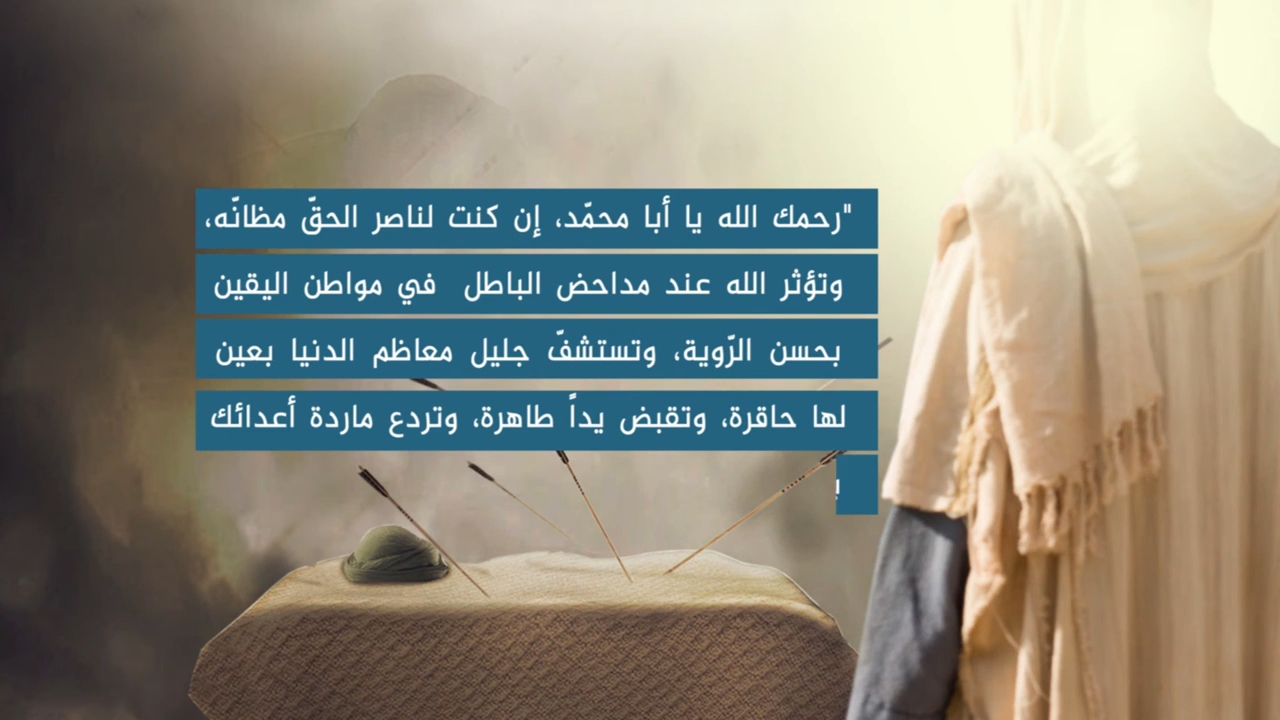 "رحمك الله يا أبا محمّد، إن كنت لناصر الحقّ مظانّه،
وتؤثر الله عند مداحض الباطل في مواطن اليقين
بحسن الرّوية، وتستشفّ جليل معاظم الدنيا بعين
لها حاقرة، وتقبض يداً طاهرة، وتردع ماردة أعدائك